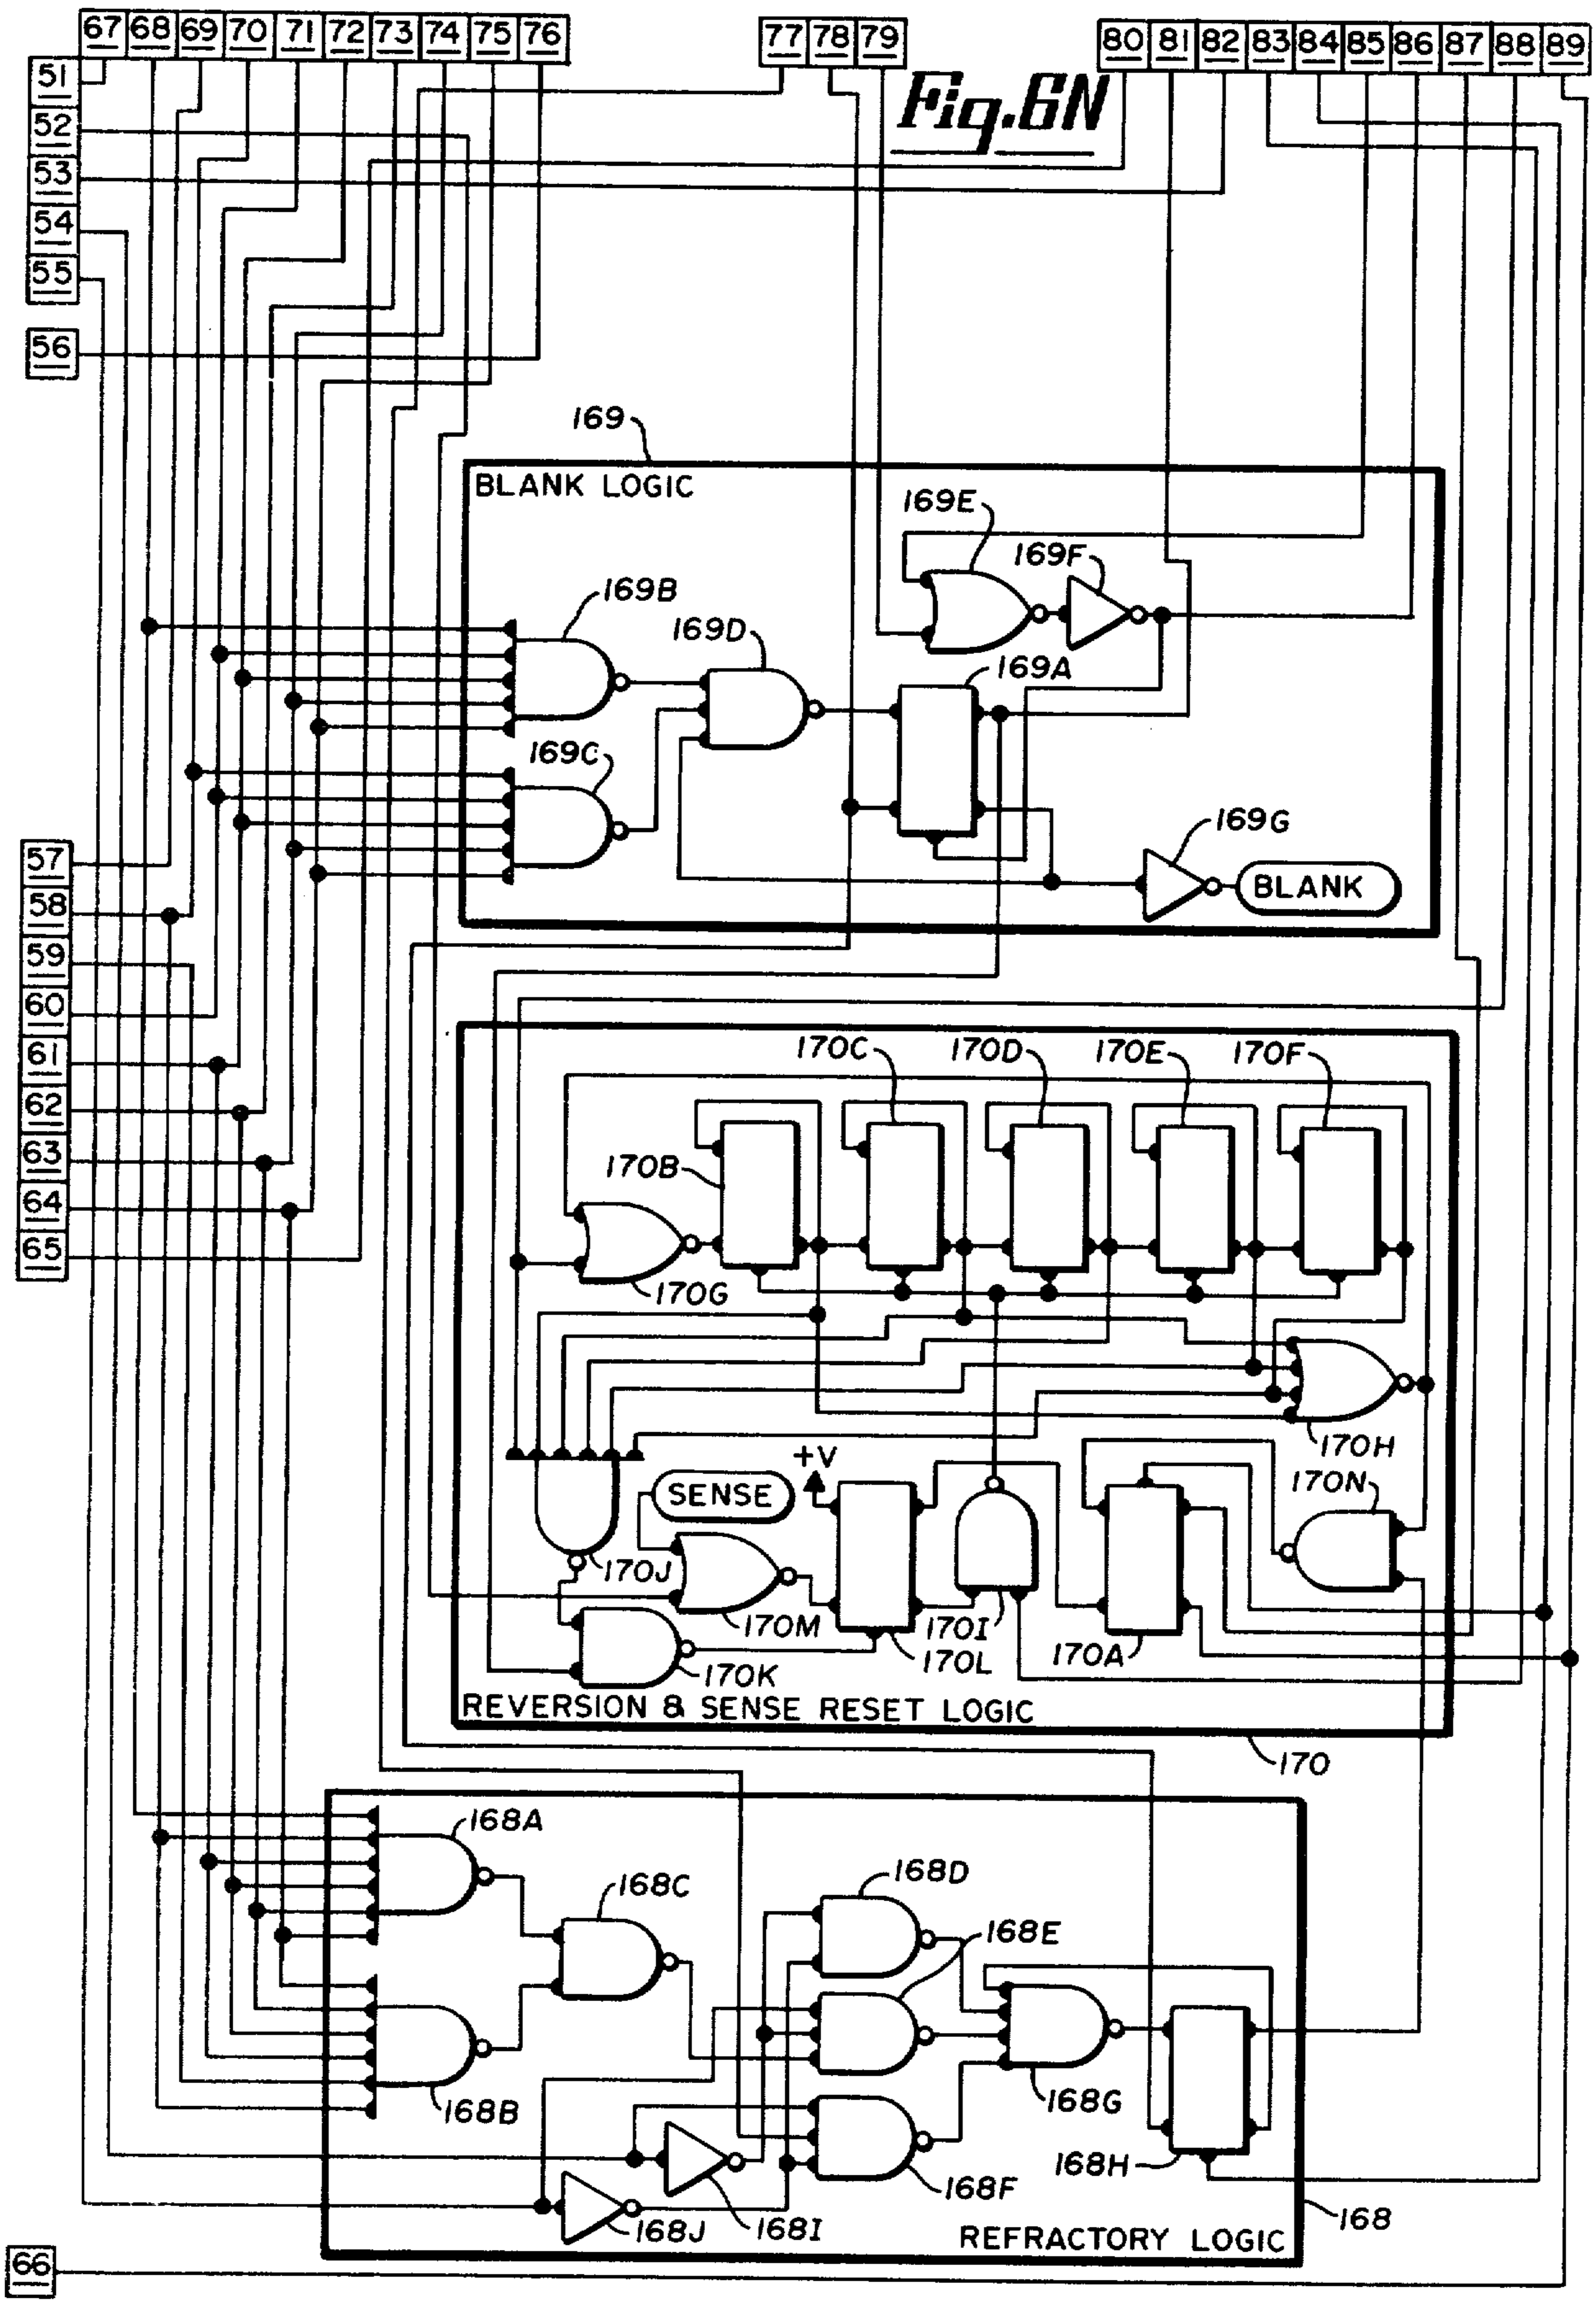 67 68 69 70 71 72 73 74 75 76 77 78 79 80 81 82 83 84 85 86 87 88 89
51
52
53
54
55
56
Fig. 6N
169
BLANK LOGIC
169E
169F
169B
169D
169A
169C
169G
BLANK
57
58
59
60
61
62
63
64
65
170C 170D 170E 170F
170B
170G
170H
+V
SENSE
170N
170J
170M
170I
170L
170A
170K
REVERSION & SENSE RESET LOGIC
170
168A
168C
168D
168E
168B
168G
168H
168F
168J
168I
168
REFRACTORY LOGIC
66